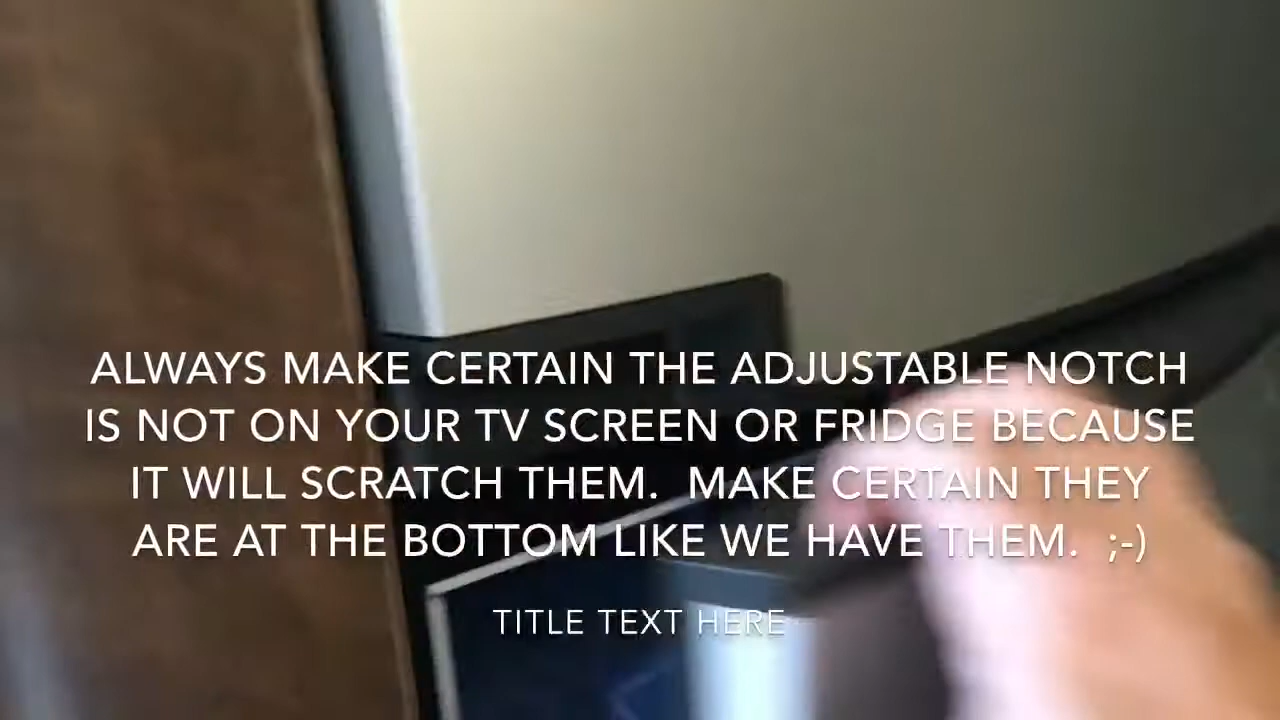 ALWAYS MAKE CERTAIN THE ADJUSTABLE NOTCH
IS NOT ON YOUR TV SCREEN OR FRIDGE BECAUSE
IT WILL SCRATCH THEM.  MAKE CERTAIN THEY
ARE AT THE BOTTOM LIKE WE HAVE THEM.  ;-)
TITLE TEXT HERE